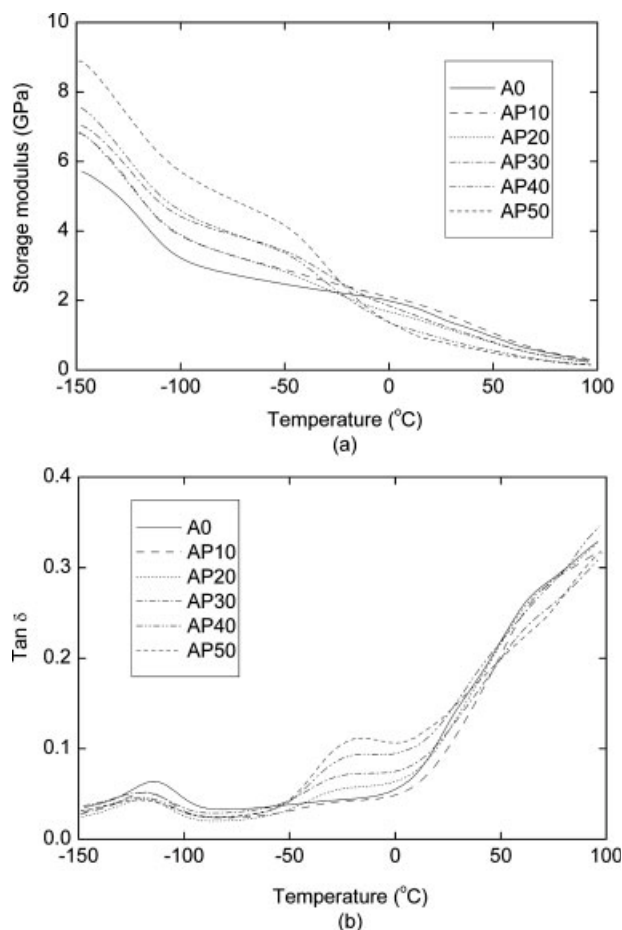 10
8
6
4
2
0
Storage modulus (GPa)
A0
AP10
AP20
AP30
AP40
AP50
-150 -100 -50 0 50 100
Temperature (°C)
(a)
0.4
0.3
0.2
0.1
0.0
Tan δ
A0
AP10
AP20
AP30
AP40
AP50
-150 -100 -50 0 50 100
Temperature (°C)
(b)